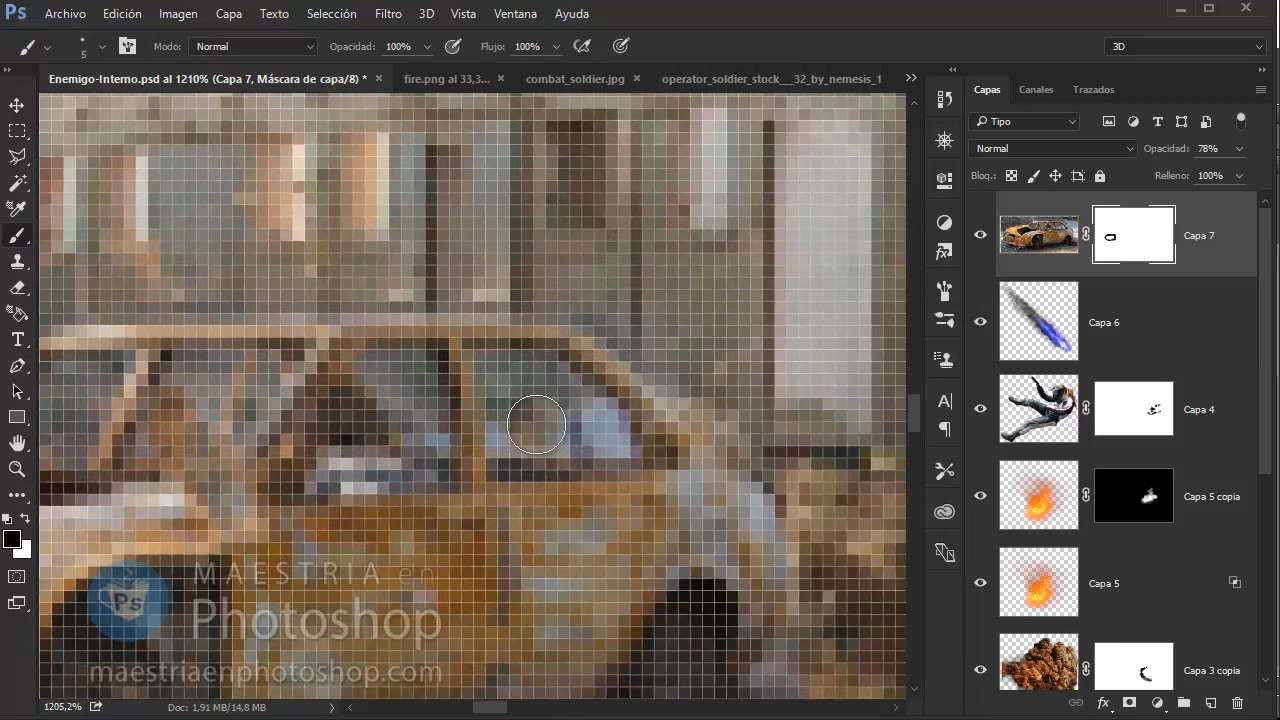 Ps Archivo Edición Imagen Capa Texto Selección Filtro 3D Vista Ventana Ayuda
5 Modo: Normal Opacidad: 100% Flujo: 100% 3D
Enemigo-Interno.psd al 1210% (Capa 7, Máscara de capa/8) * × fire.png al 33,3... × combat_soldier.jpg × operator_soldier_stock__32_by_nemesis_1
Capas Canales Trazados
Tipo
Normal Opacidad: 78%
Bloq.: Relleno: 100%
Capa 7
Capa 6
Capa 4
Capa 5 copia
Capa 5
Capa 3 copia
Ps
MAESTRIA en
Photoshop
maestriaenphotoshop.com
1205,2% Doc: 1,91 MB/14,8 MB